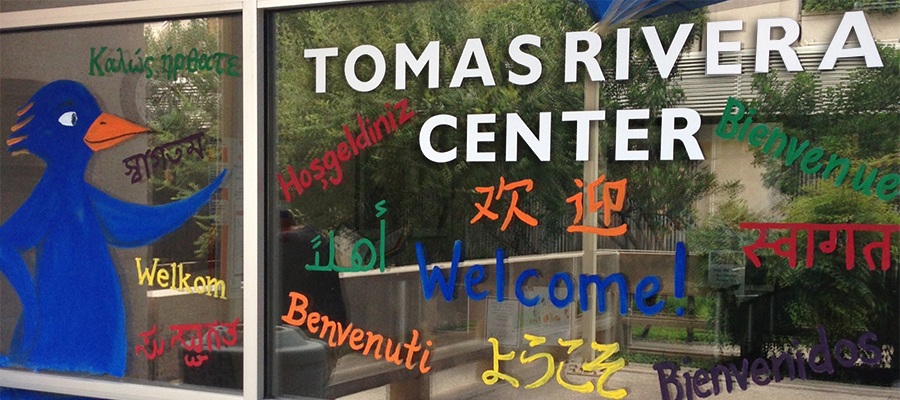 Καλώς ήρθατε
স্বাগতম
Welkom
TOMAS RIVERA
CENTER
Hoşgeldiniz
Bienvenue
欢迎
أهلاً
स्वागत
Welcome!
Benvenuti
ようこそ
Bienvenidos